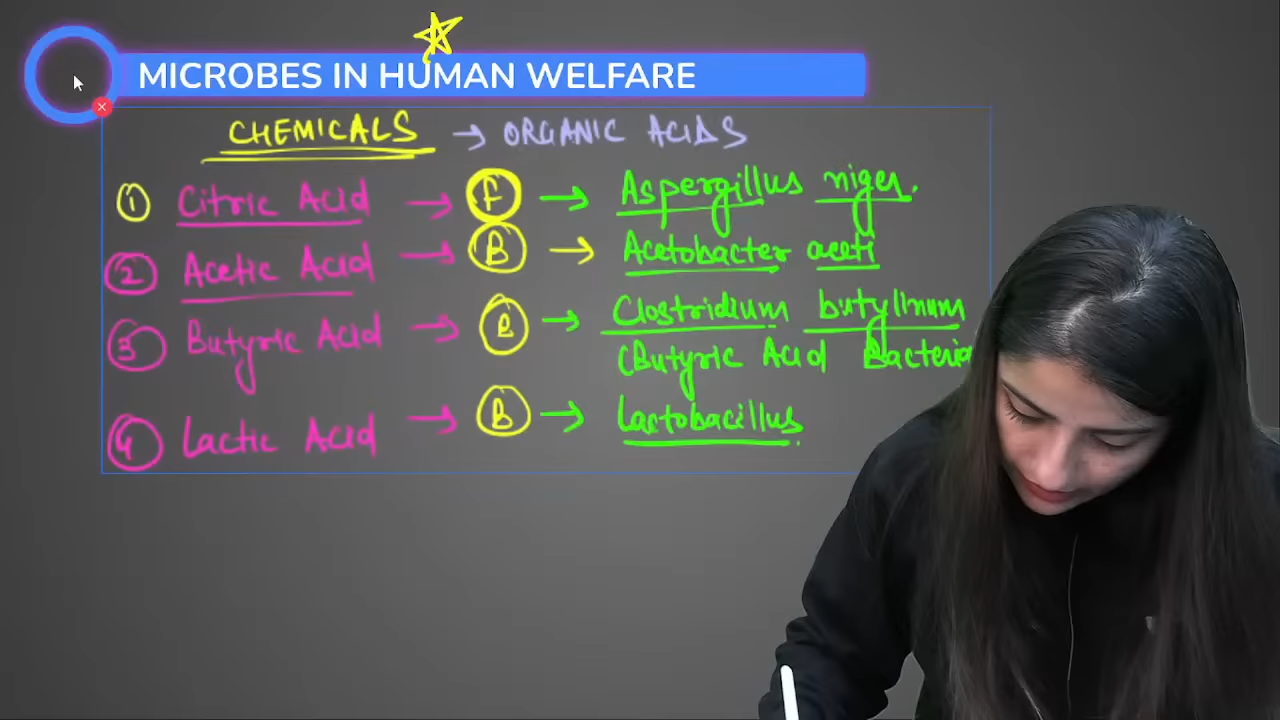 MICROBES IN HUMAN WELFARE
CHEMICALS → ORGANIC ACIDS
① Citric Acid → F → Aspergillus niger.
② Acetic Acid → B → Acetobacter aceti
③ Butyric Acid → B → Clostridium butylinum
(Butyric Acid Bacteria
④ Lactic Acid → B → Lactobacillus.